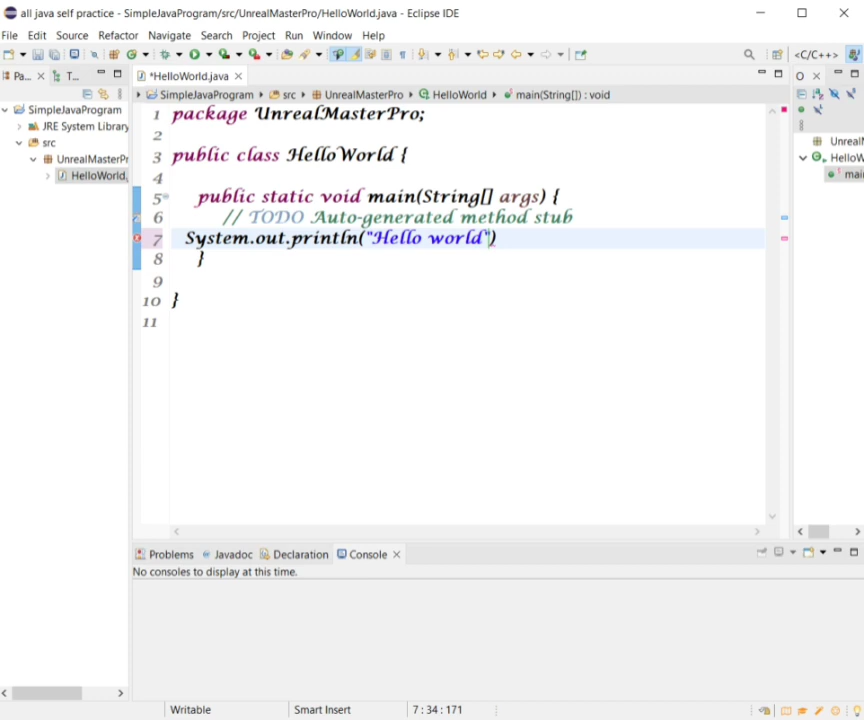 all java self practice - SimpleJavaProgram/src/UnrealMasterPro/HelloWorld.java - Eclipse IDE
File Edit Source Refactor Navigate Search Project Run Window Help
<C/C++>
Pa... T... *HelloWorld.java O
SimpleJavaProgram src UnrealMasterPro HelloWorld main(String[]) : void
SimpleJavaProgram
JRE System Library
src
UnrealMasterPr
HelloWorld.
1 package UnrealMasterPro;
2
3 public class HelloWorld {
4
5 public static void main(String[] args) {
6 // TODO Auto-generated method stub
7 System.out.println("Hello world")
8 }
9
10 }
11
Unreal
HelloW
mai
Problems Javadoc Declaration Console
No consoles to display at this time.
Writable Smart Insert 7 : 34 : 171